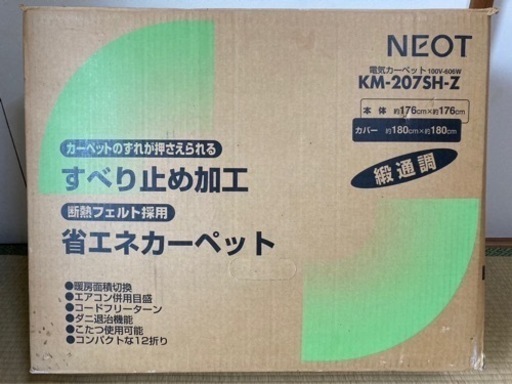 NEOT
電気カーペット 100V-606W
KM-207SH-Z
本体 約176cm×約176cm
カバー 約180cm×約180cm
緞通調
カーペットのずれが押さえられる
すべり止め加工
断熱フェルト採用
省エネカーペット
●暖房面積切換
●エアコン併用目盛
●コードフリーターン
●ダニ退治機能
●こたつ使用可能
●コンパクトな12折り